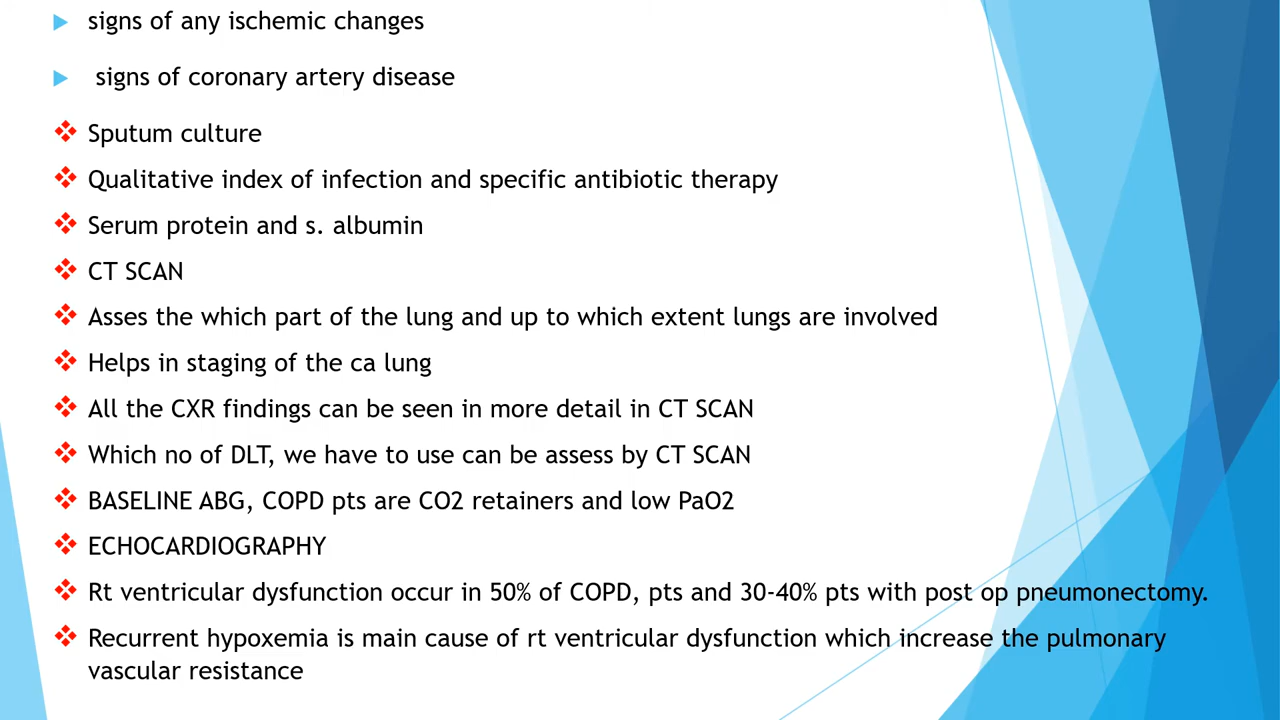 signs of any ischemic changes
signs of coronary artery disease
Sputum culture
Qualitative index of infection and specific antibiotic therapy
Serum protein and s. albumin
CT SCAN
Asses the which part of the lung and up to which extent lungs are involved
Helps in staging of the ca lung
All the CXR findings can be seen in more detail in CT SCAN
Which no of DLT, we have to use can be assess by CT SCAN
BASELINE ABG, COPD pts are CO2 retainers and low PaO2
ECHOCARDIOGRAPHY
Rt ventricular dysfunction occur in 50% of COPD, pts and 30-40% pts with post op pneumonectomy.
Recurrent hypoxemia is main cause of rt ventricular dysfunction which increase the pulmonary
vascular resistance